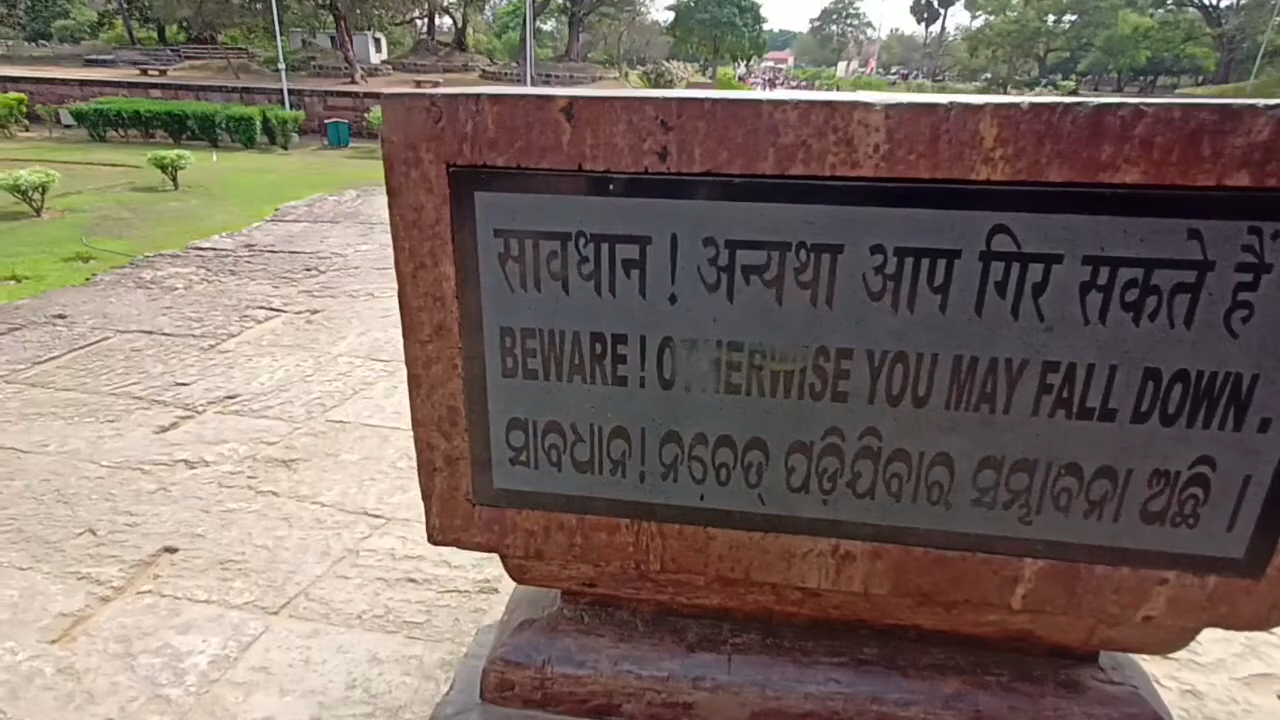 सावधान ! अन्यथा आप गिर सकते हैं
BEWARE ! OTHERWISE YOU MAY FALL DOWN.
ସାବଧାନ ! ନଚେତ୍ ପଡ଼ିଯିବାର ସମ୍ଭାବନା ଅଛି ।